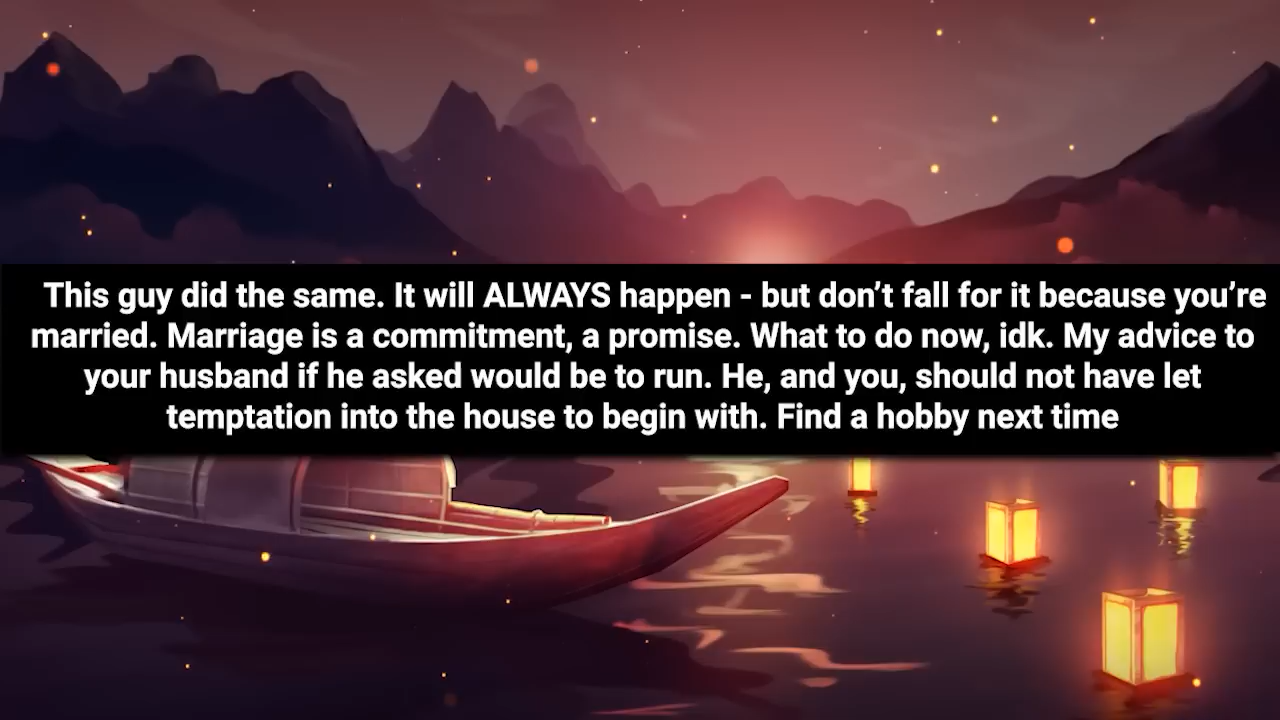 This guy did the same. It will ALWAYS happen - but don’t fall for it because you’re
married. Marriage is a commitment, a promise. What to do now, idk. My advice to
your husband if he asked would be to run. He, and you, should not have let
temptation into the house to begin with. Find a hobby next time